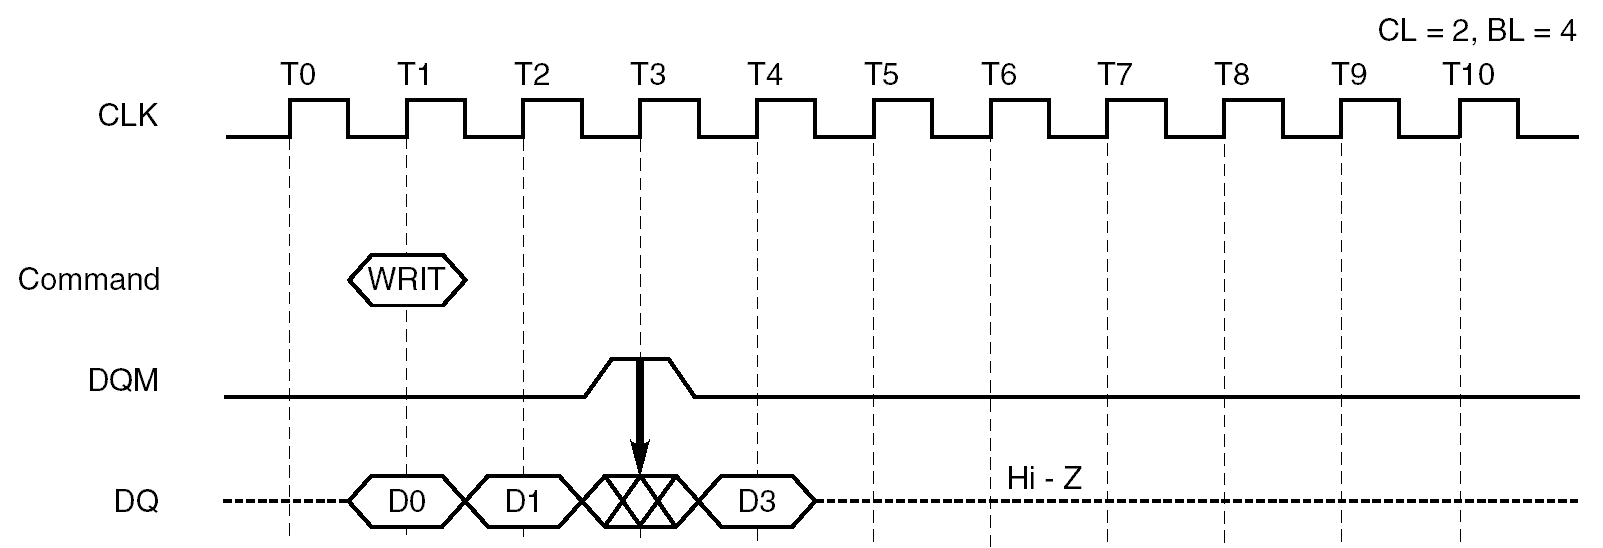 CL = 2, BL = 4
T0 T1 T2 T3 T4 T5 T6 T7 T8 T9 T10
CLK
Command WRIT
DQM
Hi - Z
DQ D0 D1 D3